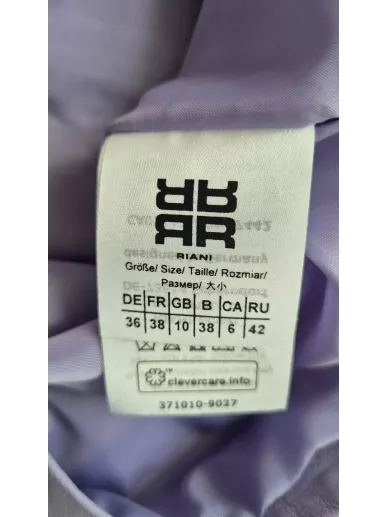 RIANI
Größe/ Size/ Taille/ Rozmiar/
Размер/ 大小
DE FR GB B CA RU
36 38 10 38 6 42
clevercare.info
371010-9027